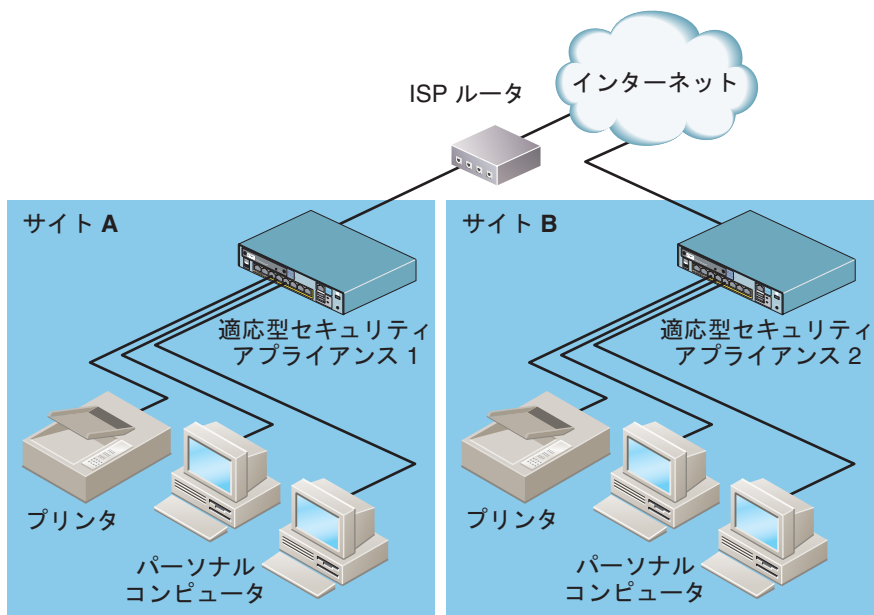 インターネット
ISP ルータ
サイト A
適応型セキュリティ
アプライアンス 1
プリンタ
パーソナル
コンピュータ
サイト B
適応型セキュリティ
アプライアンス 2
プリンタ
パーソナル
コンピュータ